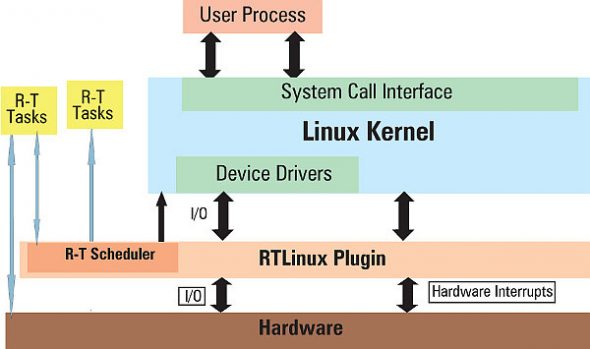 User Process
R-T
Tasks
R-T
Tasks
System Call Interface
Linux Kernel
Device Drivers
I/O
R-T Scheduler
RTLinux Plugin
I/O
Hardware Interrupts
Hardware